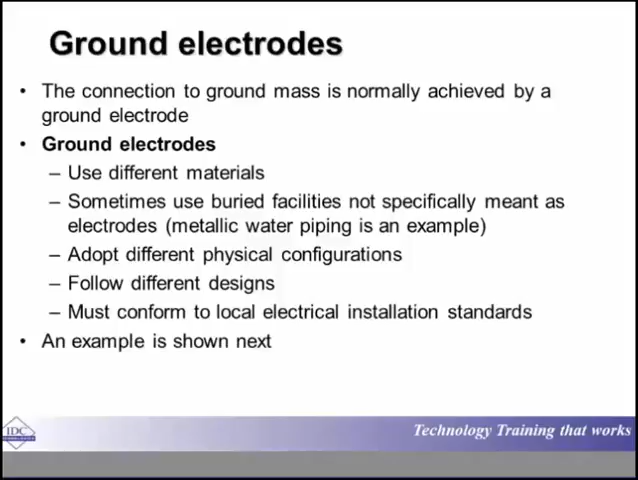 Ground electrodes
• The connection to ground mass is normally achieved by a
ground electrode
• Ground electrodes
– Use different materials
– Sometimes use buried facilities not specifically meant as
electrodes (metallic water piping is an example)
– Adopt different physical configurations
– Follow different designs
– Must conform to local electrical installation standards
• An example is shown next
IDC
Technology Training that works